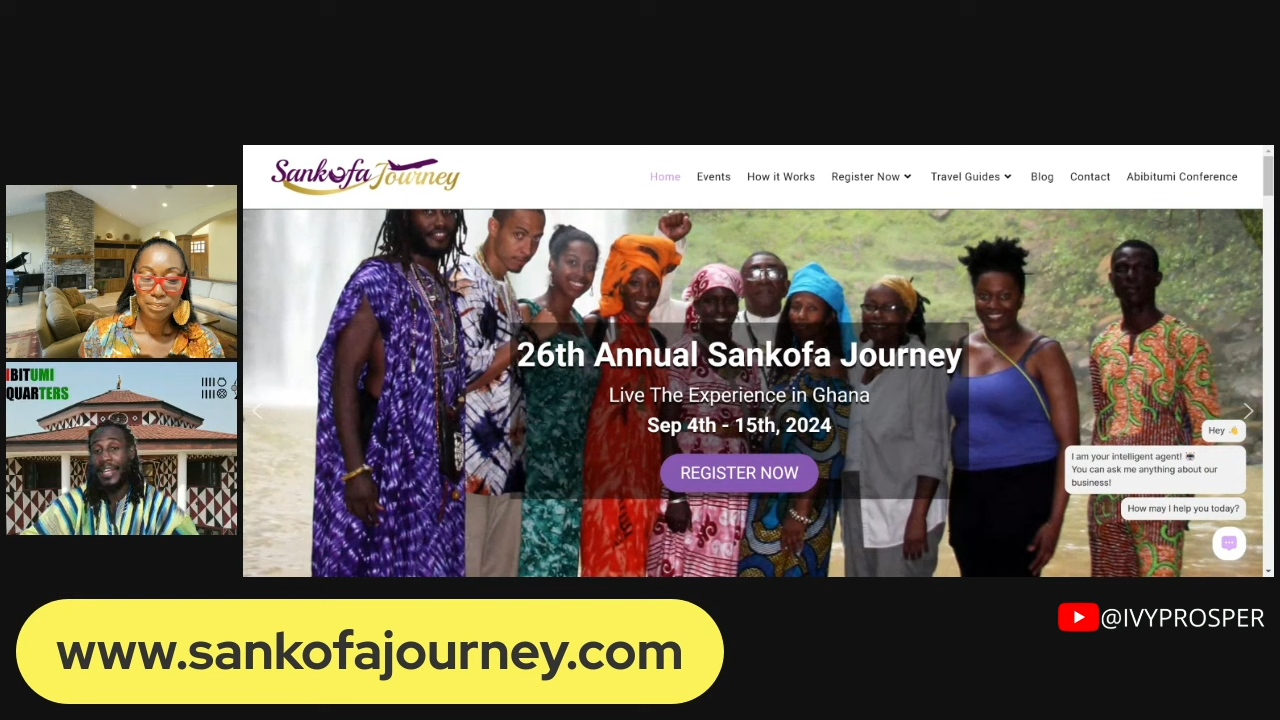 Sankofa Journey
Home Events How it Works Register Now Travel Guides Blog Contact Abibitumi Conference
BITUMI
QUARTERS
26th Annual Sankofa Journey
Live The Experience in Ghana
Sep 4th - 15th, 2024
REGISTER NOW
Hey 👋
I am your intelligent agent!
You can ask me anything about our
business!
How may I help you today?
www.sankofajourney.com
@IVYPROSPER